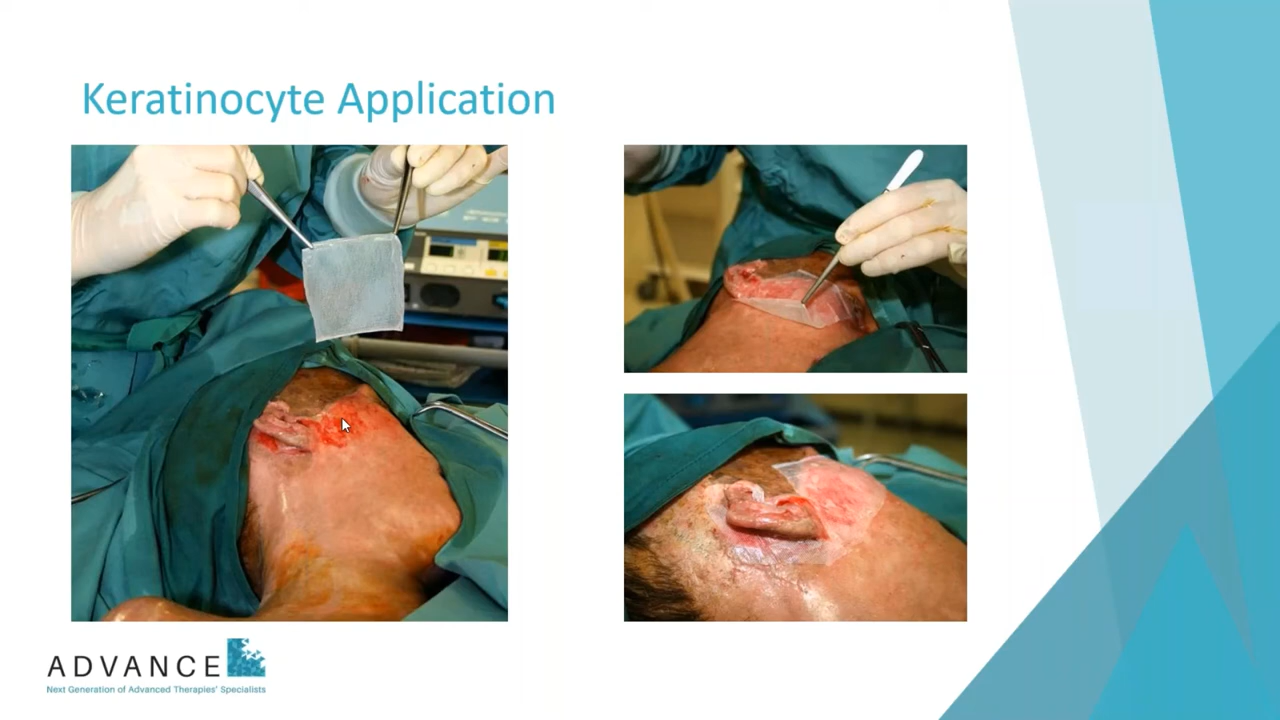 Keratinocyte Application
ADVANCE
Next Generation of Advanced Therapies' Specialists